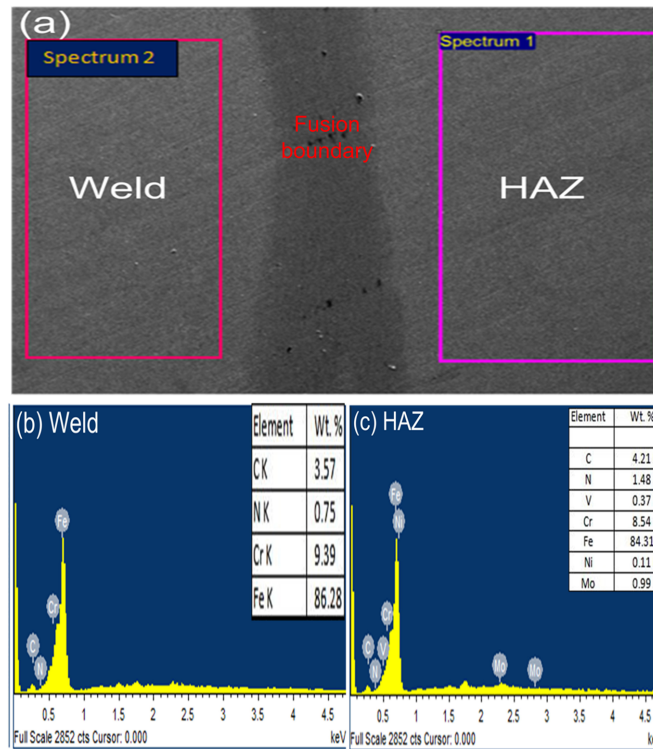 (a)
Spectrum 2
Spectrum 1
Fusion
boundary
Weld
HAZ
(b) Weld
Element Wt. %
C K 3.57
N K 0.75
Cr K 9.39
Fe K 86.28
Fe
Cr
C
N
0.5 1 1.5 2 2.5 3 3.5 4 4.5
Full Scale 2852 cts Cursor: 0.000 keV
(c) HAZ
Element Wt. %
C 4.21
N 1.48
V 0.37
Cr 8.54
Fe 84.31
Ni 0.11
Mo 0.99
Fe
Ni
Cr
C
V
N
Mo
Mo
0.5 1 1.5 2 2.5 3 3.5 4 4.5
Full Scale 2852 cts Cursor: 0.000